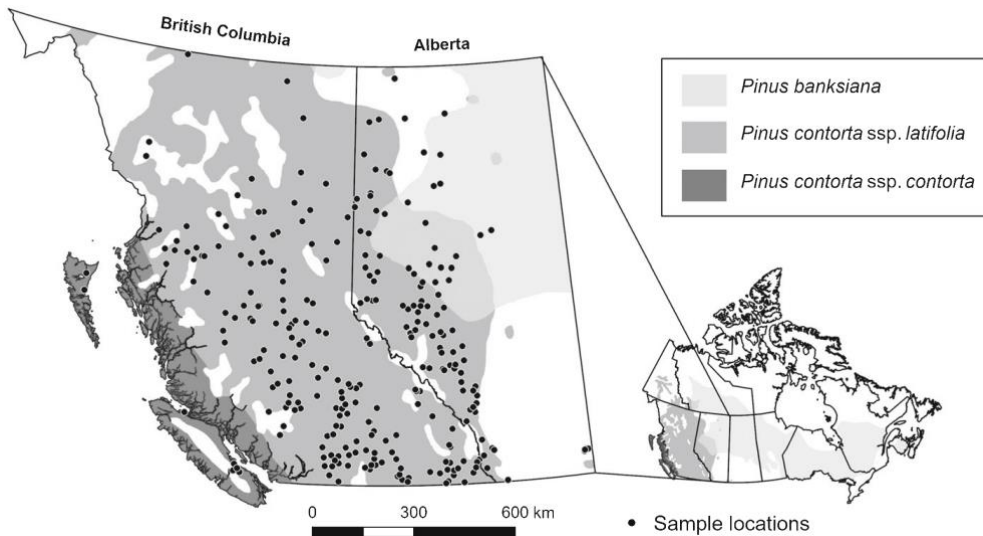 British Columbia
Alberta
Pinus banksiana
Pinus contorta ssp. latifolia
Pinus contorta ssp. contorta
0 300 600 km
Sample locations